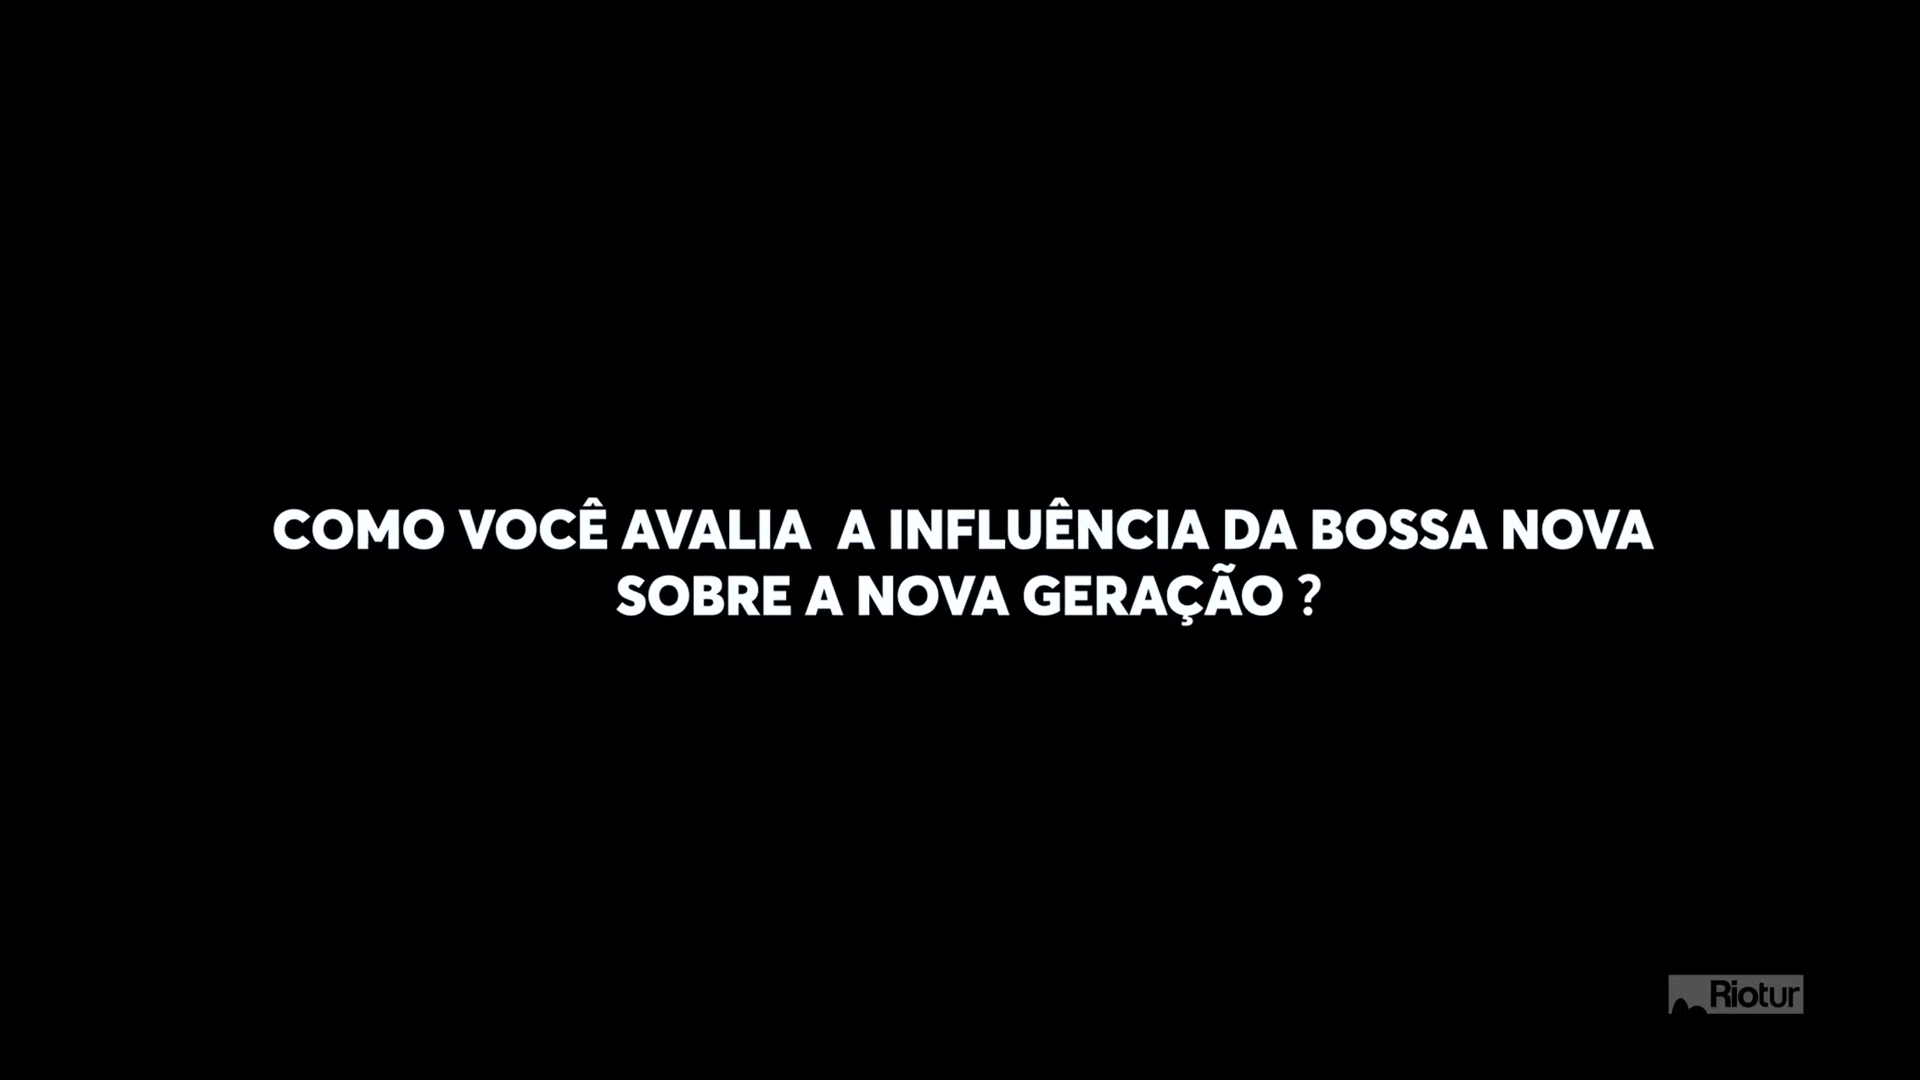 COMO VOCÊ AVALIA  A INFLUÊNCIA DA BOSSA NOVA
SOBRE A NOVA GERAÇÃO ?
Riotur